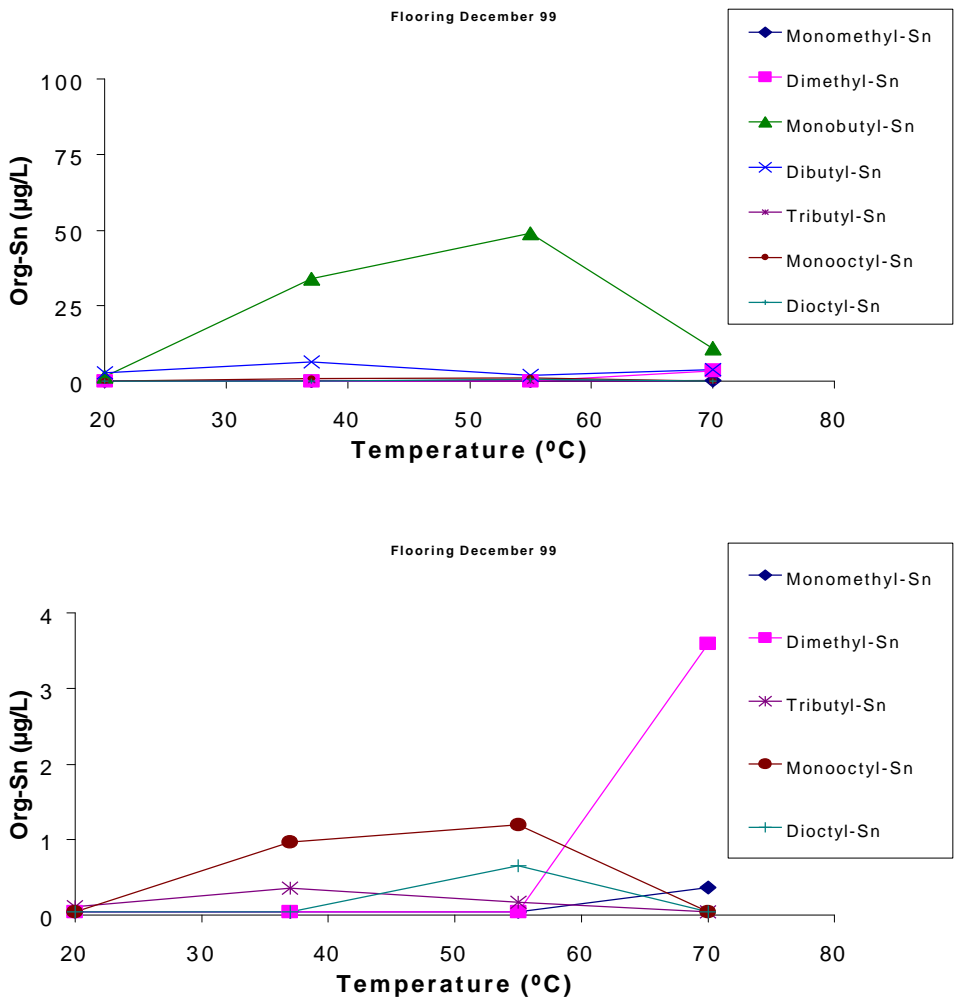 Flooring December 99
Monomethyl-Sn
Dimethyl-Sn
Monobutyl-Sn
Dibutyl-Sn
Tributyl-Sn
Monooctyl-Sn
Dioctyl-Sn
Org-Sn (µg/L)
100
75
50
25
0
20 30 40 50 60 70 80
Temperature (ºC)
Flooring December 99
Monomethyl-Sn
Dimethyl-Sn
Tributyl-Sn
Monooctyl-Sn
Dioctyl-Sn
Org-Sn (µg/L)
4
3
2
1
0
20 30 40 50 60 70 80
Temperature (ºC)